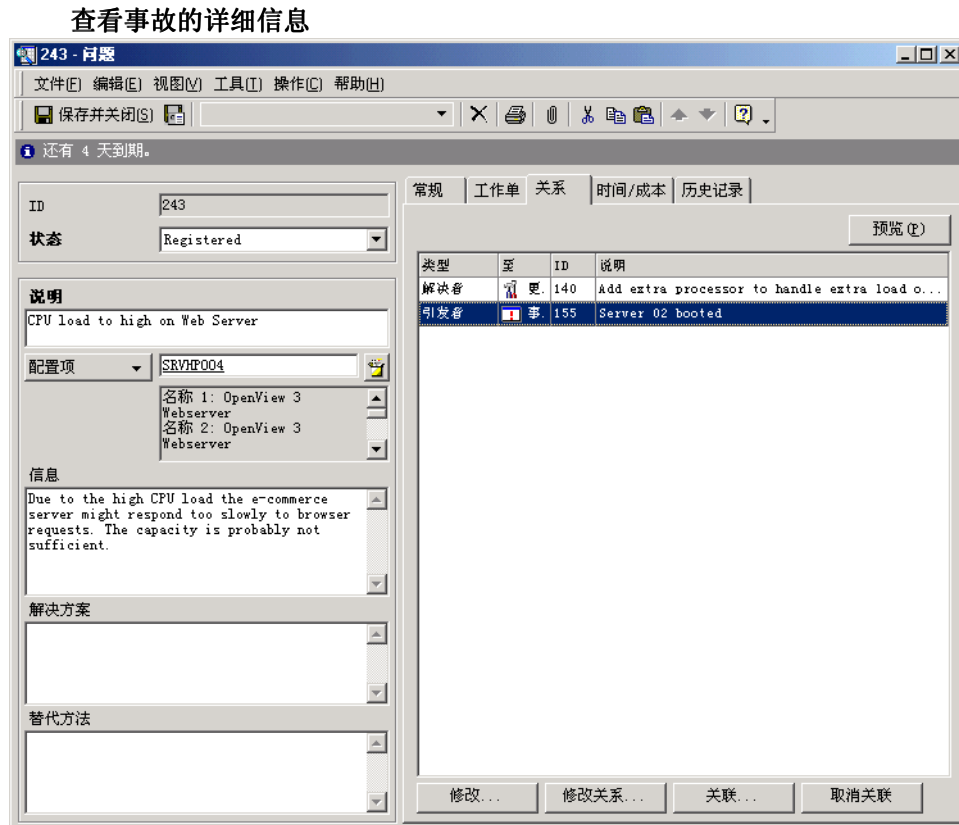 查看事故的详细信息
243 - 问题
文件(F) 编辑(E) 视图(V) 工具(T) 操作(C) 帮助(H)
保存并关闭(S)
还有 4 天到期。
常规 工作单 关系 时间/成本 历史记录
ID 243
状态 Registered
预览(P)
类型 至 ID 说明
解决者 更. 140 Add extra processor to handle extra load o...
引发者 事. 155 Server 02 booted
说明
CPU load to high on Web Server
配置项 SRVHP004
名称 1: OpenView 3
Webserver
名称 2: OpenView 3
Webserver
信息
Due to the high CPU load the e-commerce
server might respond too slowly to browser
requests. The capacity is probably not
sufficient.
解决方案
替代方法
修改... 修改关系... 关联... 取消关联